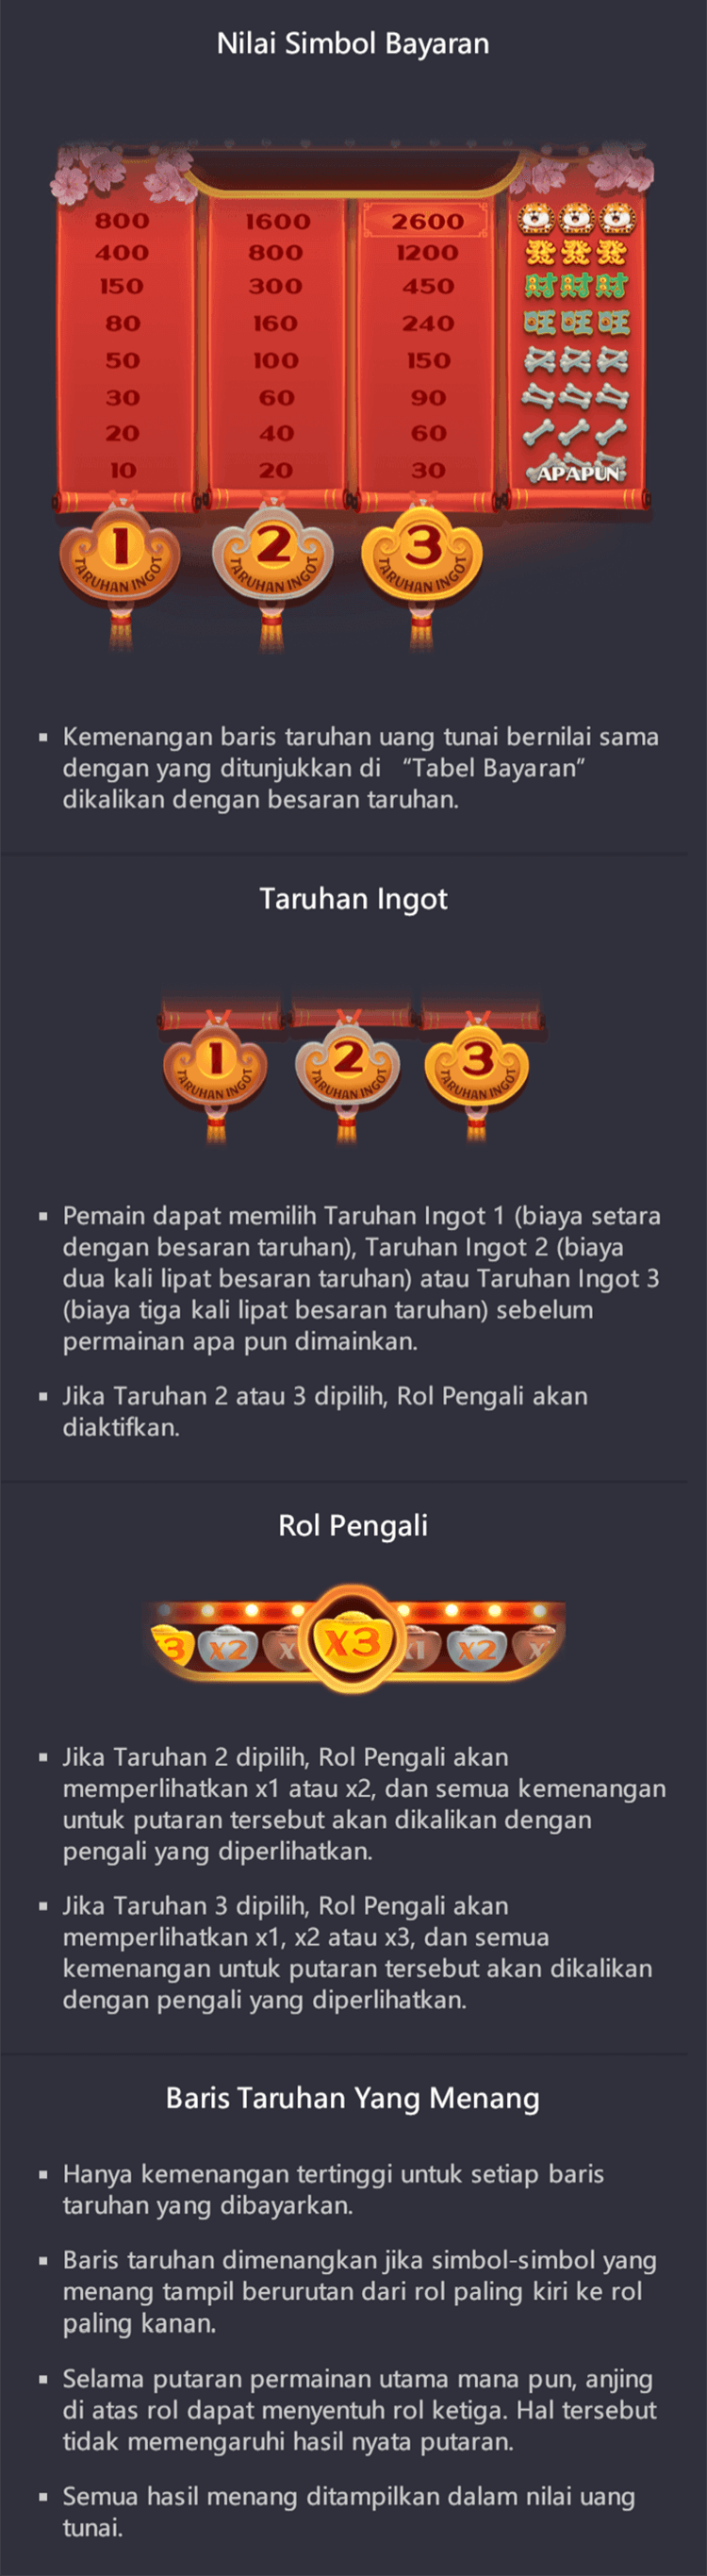 Nilai Simbol Bayaran
800 1600 2600
400 800 1200 發 發 發
150 300 450 財 財 財
80 160 240 旺 旺 旺
50 100 150
30 60 90
20 40 60
10 20 30 APAPUN
1 2 3
TARUHAN INGOT TARUHAN INGOT TARUHAN INGOT
▪ Kemenangan baris taruhan uang tunai bernilai sama
dengan yang ditunjukkan di “Tabel Bayaran”
dikalikan dengan besaran taruhan.
Taruhan Ingot
1 2 3
TARUHAN INGOT TARUHAN INGOT TARUHAN INGOT
▪ Pemain dapat memilih Taruhan Ingot 1 (biaya setara
dengan besaran taruhan), Taruhan Ingot 2 (biaya
dua kali lipat besaran taruhan) atau Taruhan Ingot 3
(biaya tiga kali lipat besaran taruhan) sebelum
permainan apa pun dimainkan.
▪ Jika Taruhan 2 atau 3 dipilih, Rol Pengali akan
diaktifkan.
Rol Pengali
3 X2 X X3 X1 X2 X
▪ Jika Taruhan 2 dipilih, Rol Pengali akan
memperlihatkan x1 atau x2, dan semua kemenangan
untuk putaran tersebut akan dikalikan dengan
pengali yang diperlihatkan.
▪ Jika Taruhan 3 dipilih, Rol Pengali akan
memperlihatkan x1, x2 atau x3, dan semua
kemenangan untuk putaran tersebut akan dikalikan
dengan pengali yang diperlihatkan.
Baris Taruhan Yang Menang
▪ Hanya kemenangan tertinggi untuk setiap baris
taruhan yang dibayarkan.
▪ Baris taruhan dimenangkan jika simbol-simbol yang
menang tampil berurutan dari rol paling kiri ke rol
paling kanan.
▪ Selama putaran permainan utama mana pun, anjing
di atas rol dapat menyentuh rol ketiga. Hal tersebut
tidak memengaruhi hasil nyata putaran.
▪ Semua hasil menang ditampilkan dalam nilai uang
tunai.